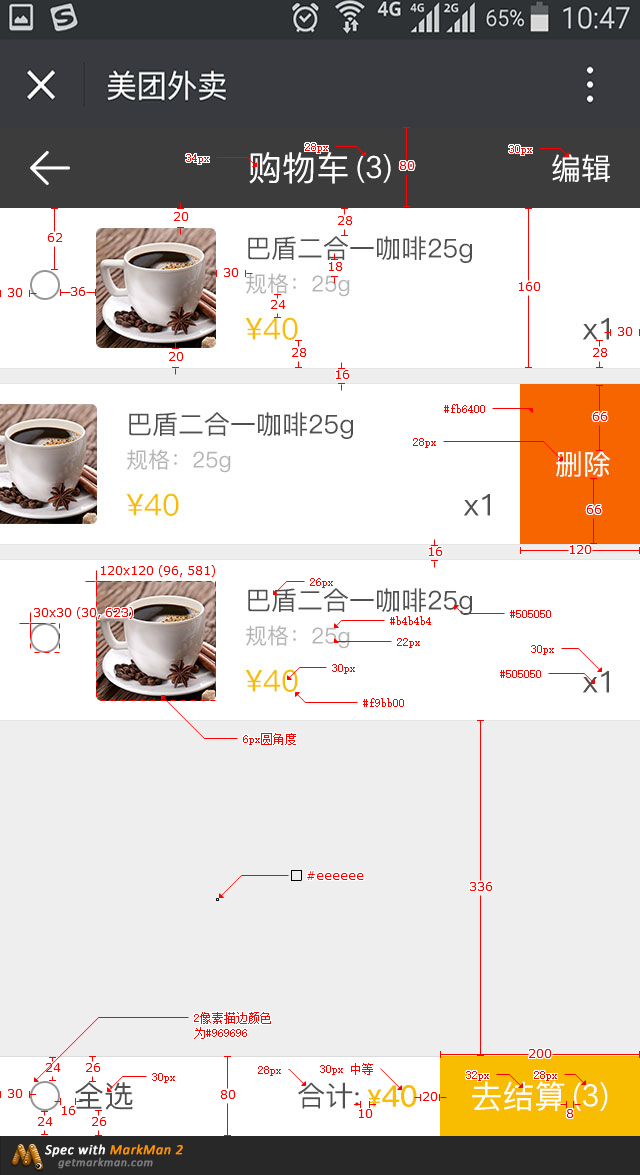 4G 4G 2G 65% 10:47
美团外卖
34px 28px 80 30px
购物车(3) 编辑
20 28
62
巴盾二合一咖啡25g
18
30 36 30 规格：25g 160
24
¥40 x1 30
20 28 28
16
#fb6400 66
巴盾二合一咖啡25g
28px
规格：25g 删除
¥40 x1 66
16 120
120x120 (96, 581)
26px
巴盾二合一咖啡25g
30x30 (30, 623) #505050
#b4b4b4
规格：25g 22px
30px
30px #505050
¥40 x1
#f9bb00
6px圆角度
#eeeeee
336
2像素描边颜色
为#969696
200
24 26 30px 28px 30px 中等 32px 28px
30 全选 80 合计: ¥40 20 去结算(3)
16 10 8
24 26
Spec with MarkMan 2
getmarkman.com